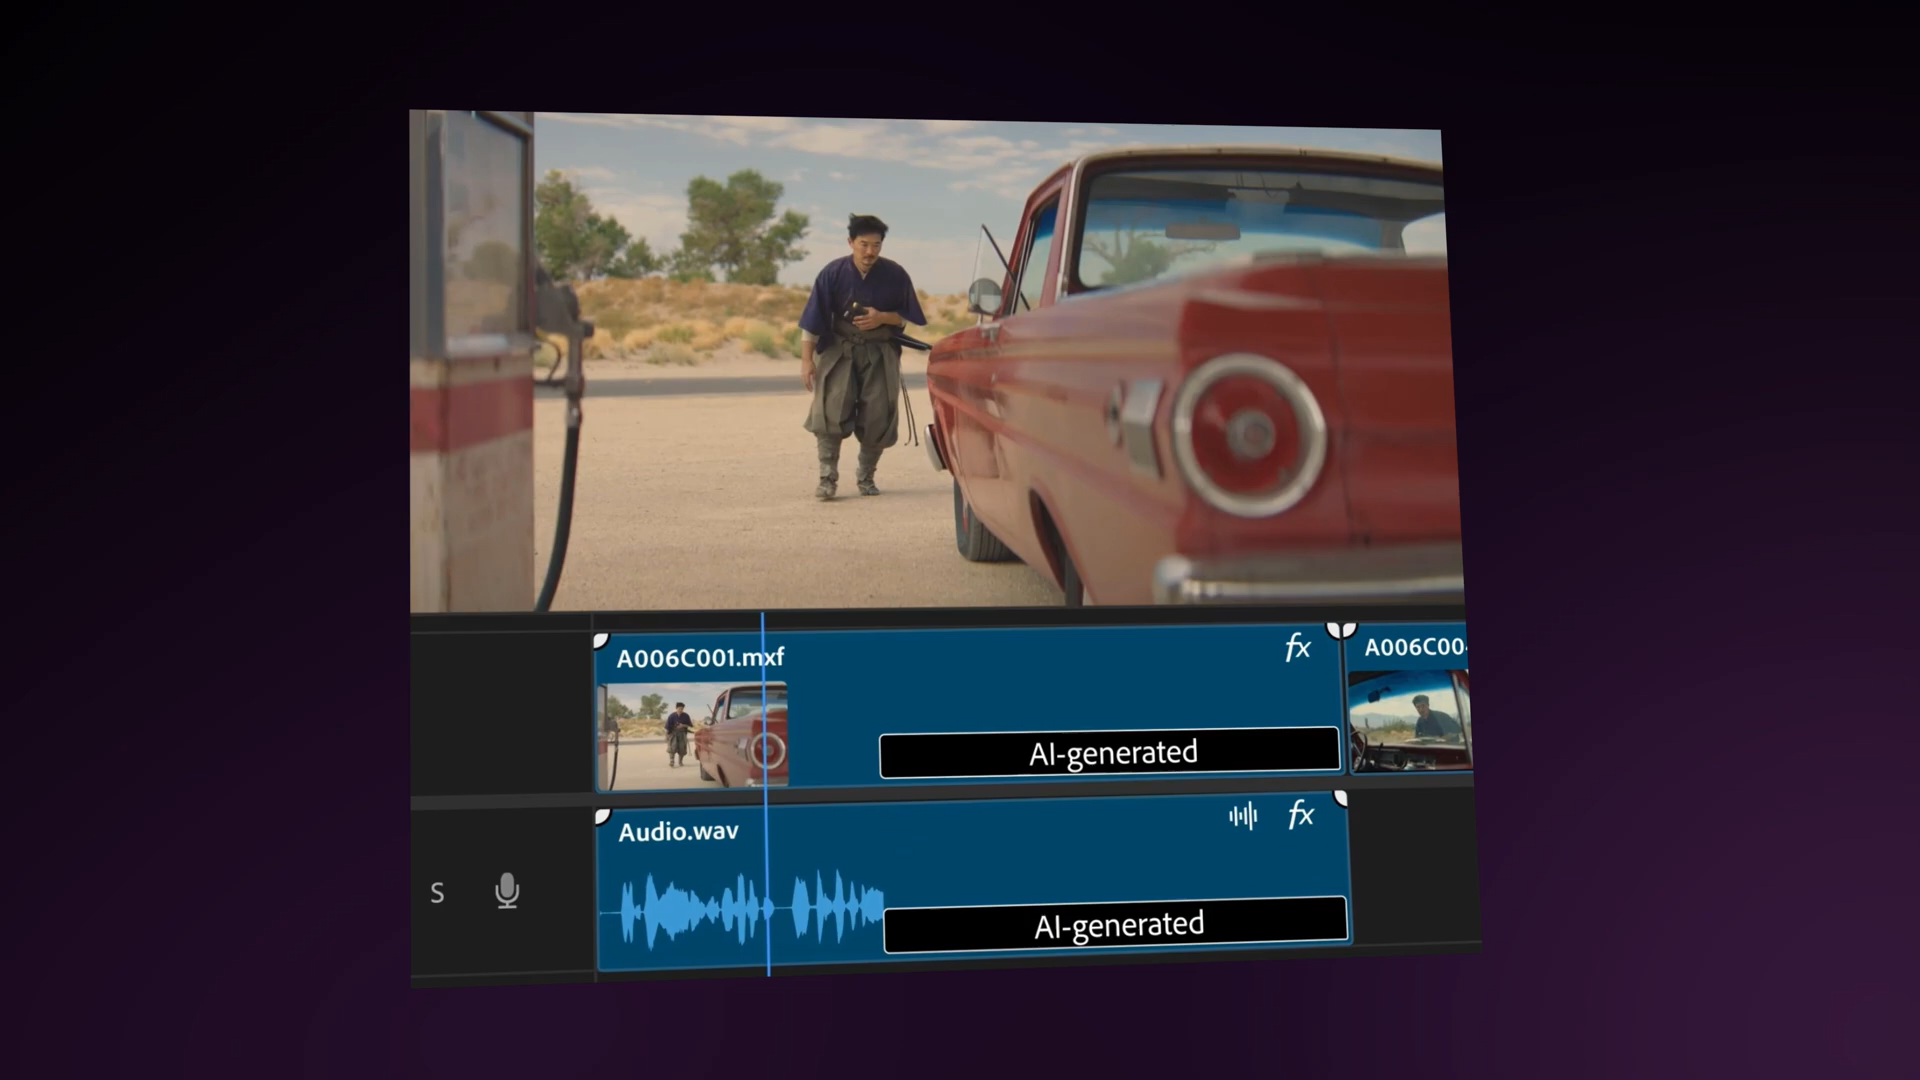 A006C001.mxf
fx
A006C00
AI-generated
Audio.wav
fx
S
AI-generated